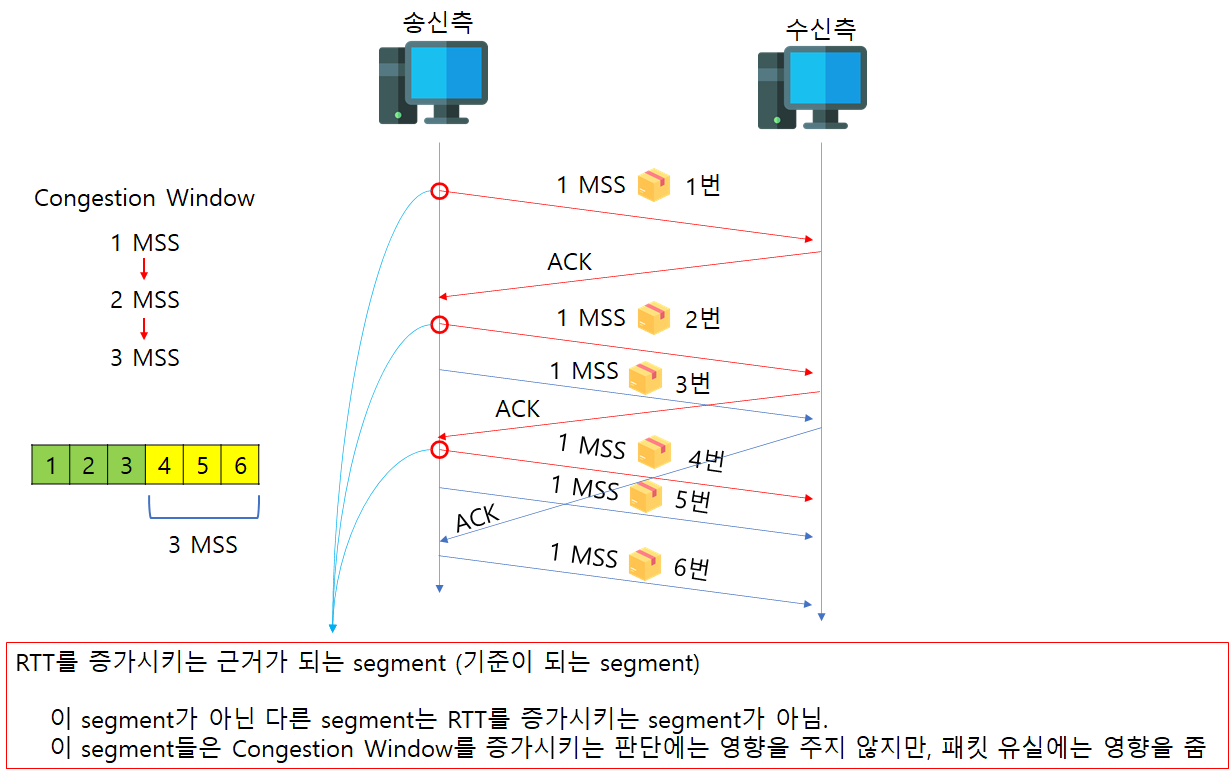 송신측
수신측
Congestion Window
1 MSS
2 MSS
3 MSS
1 MSS 1번
ACK
1 MSS 2번
1 MSS 3번
ACK
1 MSS 4번
1 MSS 5번
ACK
1 MSS 6번
1 2 3 4 5 6
3 MSS
RTT를 증가시키는 근거가 되는 segment (기준이 되는 segment)
이 segment가 아닌 다른 segment는 RTT를 증가시키는 segment가 아님.
이 segment들은 Congestion Window를 증가시키는 판단에는 영향을 주지 않지만, 패킷 유실에는 영향을 줌